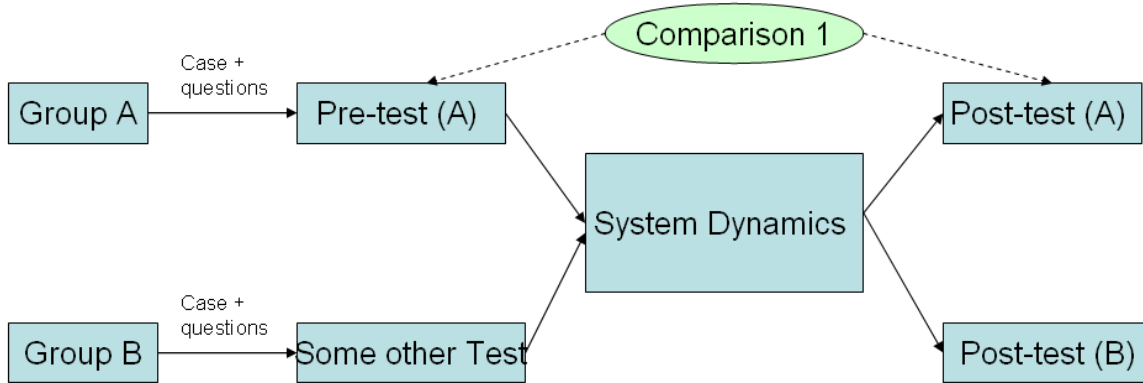 Comparison 1
Case +
questions
Group A
Pre-test (A)
Post-test (A)
System Dynamics
Case +
questions
Group B
Some other Test
Post-test (B)